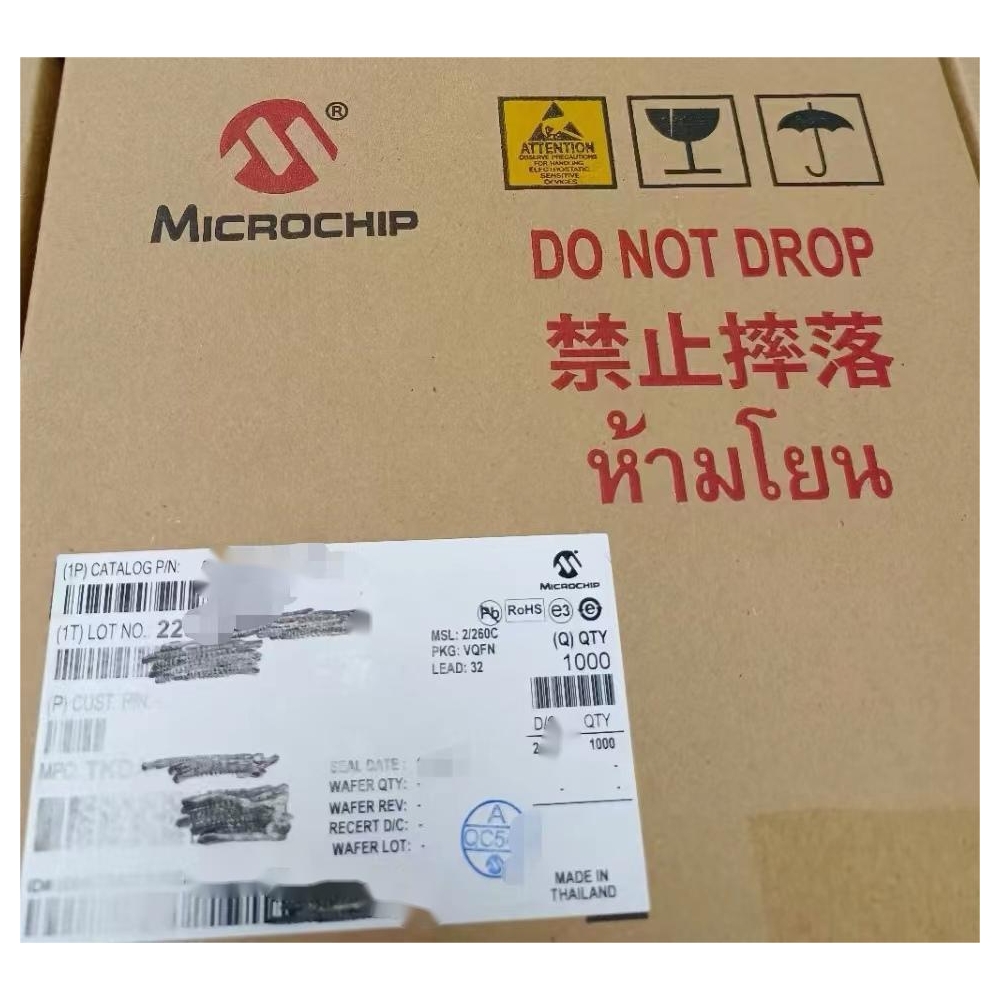 ®
MICROCHIP
ATTENTION
OBSERVE PRECAUTIONS
FOR HANDLING
ELECTROSTATIC
SENSITIVE
DEVICES
DO NOT DROP
禁止摔落
ห้ามโยน
(1P) CATALOG P/N:
MICROCHIP
(1T) LOT NO.: 22
Pb RoHS e3 e
MSL: 2/260C
PKG: VQFN
LEAD: 32
(Q) QTY
1000
(P) CUST. P/N: -
QTY
1000
SEAL DATE:
WAFER QTY: -
WAFER REV: -
RECERT D/C: -
WAFER LOT: -
- -
A
MADE IN
THAILAND